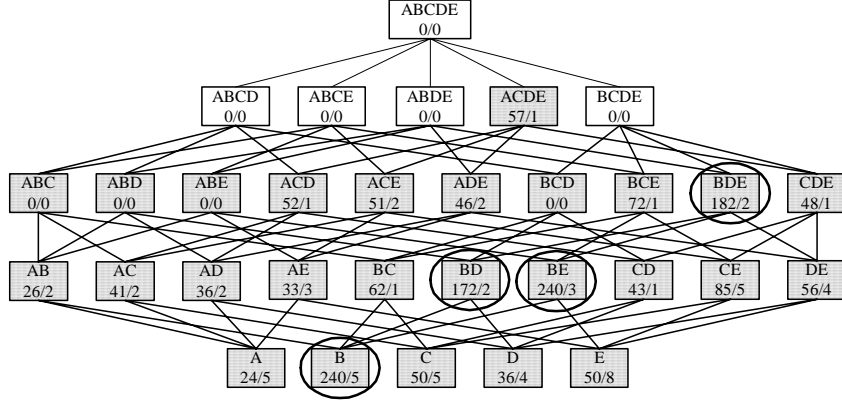 ABCDE
0/0
ABCD
0/0
ABCE
0/0
ABDE
0/0
ACDE
57/1
BCDE
0/0
ABC
0/0
ABD
0/0
ABE
0/0
ACD
52/1
ACE
51/2
ADE
46/2
BCD
0/0
BCE
72/1
BDE
182/2
CDE
48/1
AB
26/2
AC
41/2
AD
36/2
AE
33/3
BC
62/1
BD
172/2
BE
240/3
CD
43/1
CE
85/5
DE
56/4
A
24/5
B
240/5
C
50/5
D
36/4
E
50/8